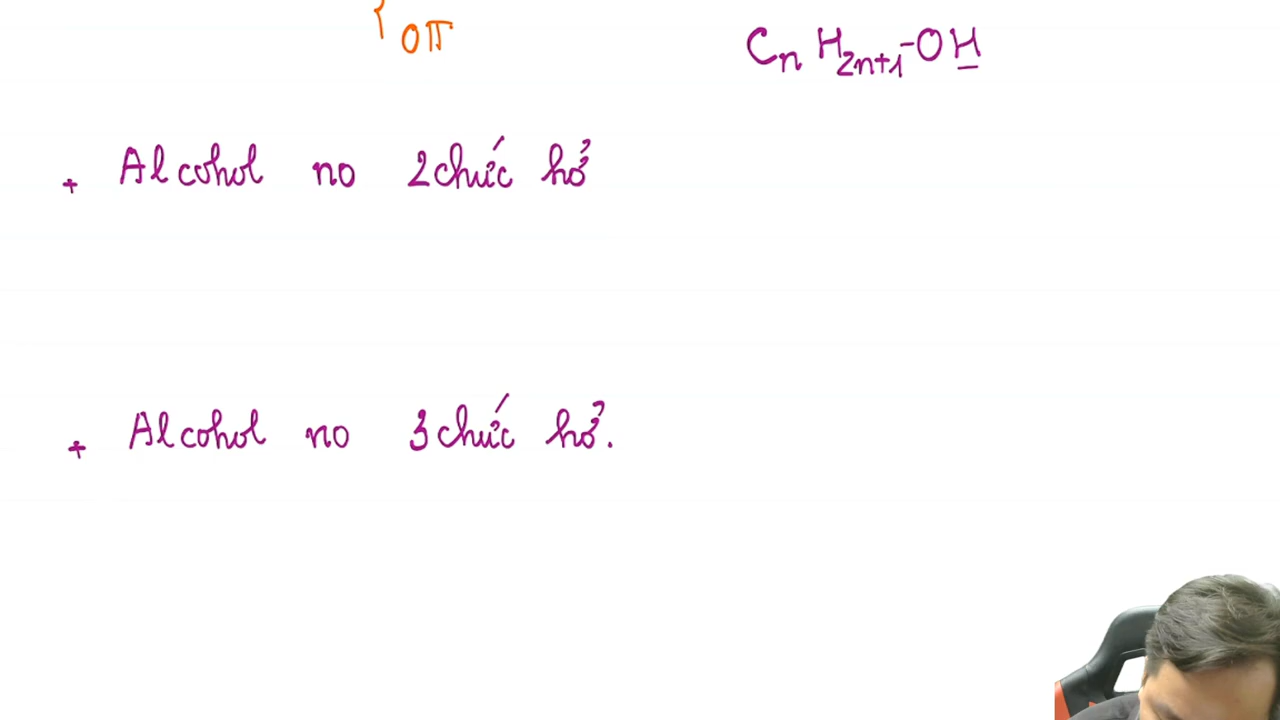 { 0π
CnH2n+1-OH
+ Alcohol no 2 chức hở
+ Alcohol no 3 chức hở.